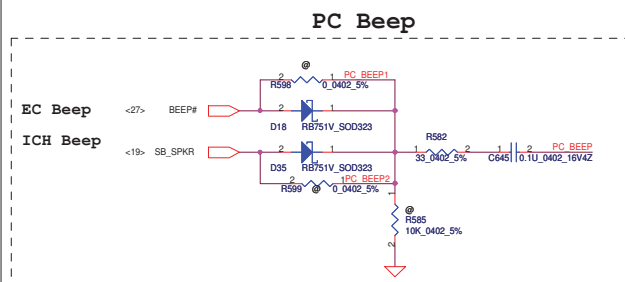 PC Beep
@
2 1 PC_BEEP1
R598 0_0402_5%
EC Beep <27> BEEP# 2 1
D18 RB751V_SOD323
ICH Beep <19> SB_SPKR 2 1
R582
1 2 1 2 PC_BEEP
33_0402_5% C645 0.1U_0402_16V4Z
D35 RB751V_SOD323
2 1 PC_BEEP2
R599 @ 0_0402_5%
1
@
R585
10K_0402_5%
2